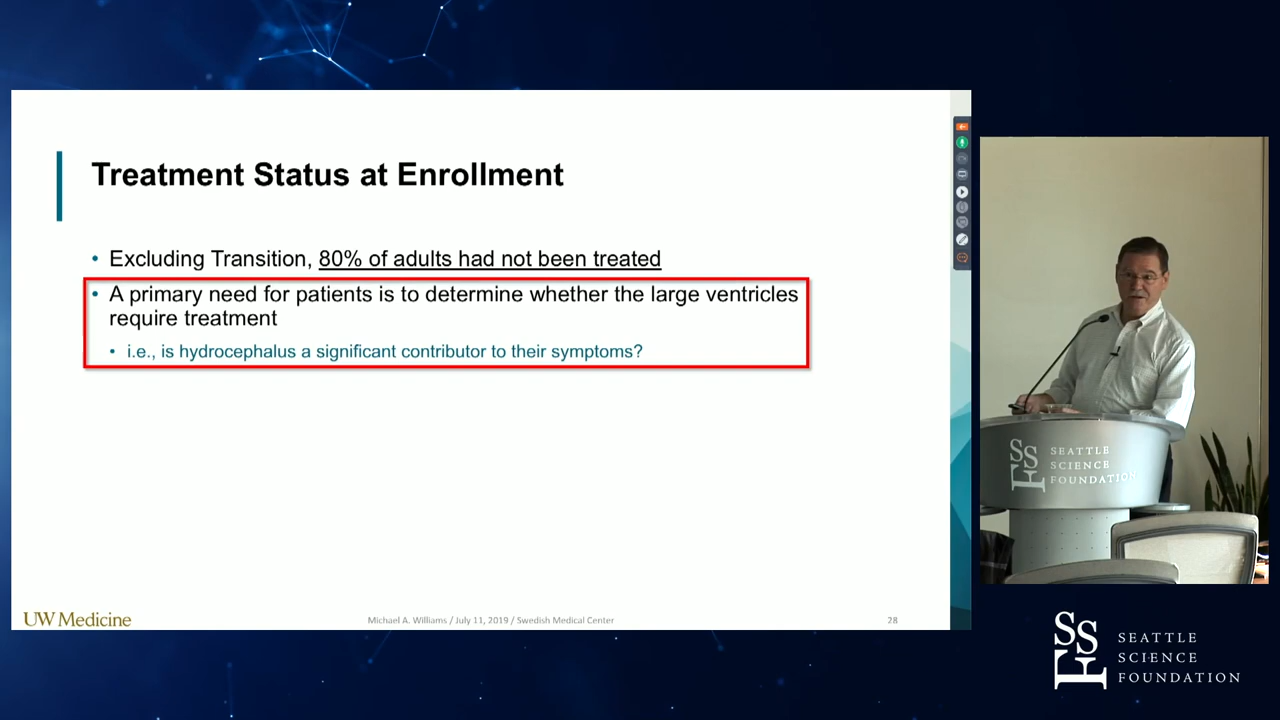 Treatment Status at Enrollment
• Excluding Transition, 80% of adults had not been treated
• A primary need for patients is to determine whether the large ventricles
require treatment
• i.e., is hydrocephalus a significant contributor to their symptoms?
UW Medicine
Michael A. Williams / July 11, 2019 / Swedish Medical Center
28
SSF
SEATTLE
SCIENCE
FOUNDATION
SSF
SEATTLE
SCIENCE
FOUNDATION